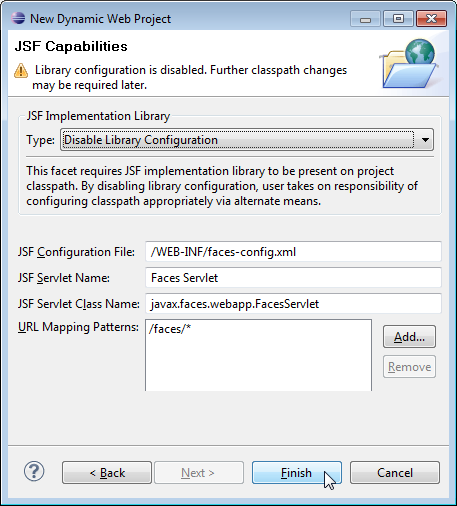 New Dynamic Web Project
JSF Capabilities
Library configuration is disabled. Further classpath changes
may be required later.
JSF Implementation Library
Type: Disable Library Configuration
This facet requires JSF implementation library to be present on project
classpath. By disabling library configuration, user takes on responsibility of
configuring classpath appropriately via alternate means.
JSF Configuration File: /WEB-INF/faces-config.xml
JSF Servlet Name: Faces Servlet
JSF Servlet Class Name: javax.faces.webapp.FacesServlet
URL Mapping Patterns: /faces/*
Add...
Remove
? < Back Next > Finish Cancel